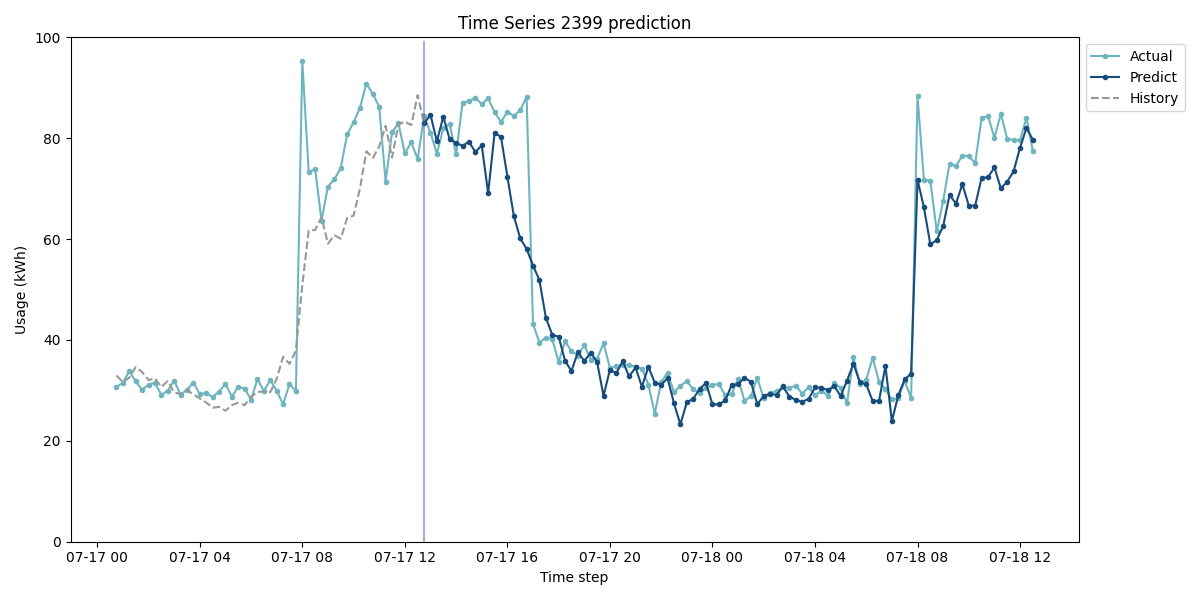 Time Series 2399 prediction
100
80
60
40
20
0
Usage (kWh)
07-17 00
07-17 04
07-17 08
07-17 12
07-17 16
07-17 20
07-18 00
07-18 04
07-18 08
07-18 12
Time step
Actual
Predict
History